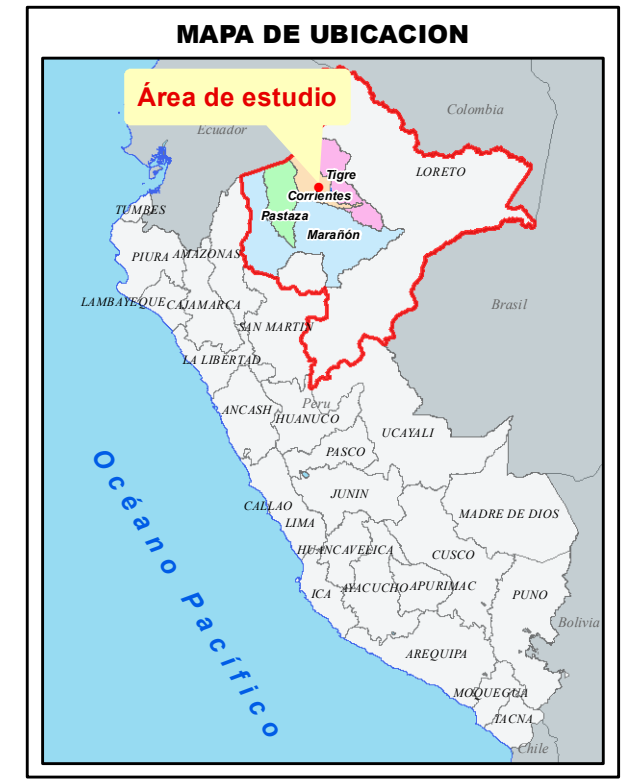 MAPA DE UBICACION
Área de estudio
Colombia
Ecuador
LORETO
Tigre
Corrientes
Pastaza
Marañón
TUMBES
PIURA
AMAZONAS
LAMBAYEQUE
CAJAMARCA
SAN MARTIN
Brasil
LA LIBERTAD
Peru
ANCASH
HUANUCO
UCAYALI
PASCO
Océano Pacífico
JUNIN
CALLAO
LIMA
MADRE DE DIOS
HUANCAVELICA
CUSCO
ICA
AYACUCHO
APURIMAC
PUNO
Bolivia
AREQUIPA
MOQUEGUA
TACNA
Chile